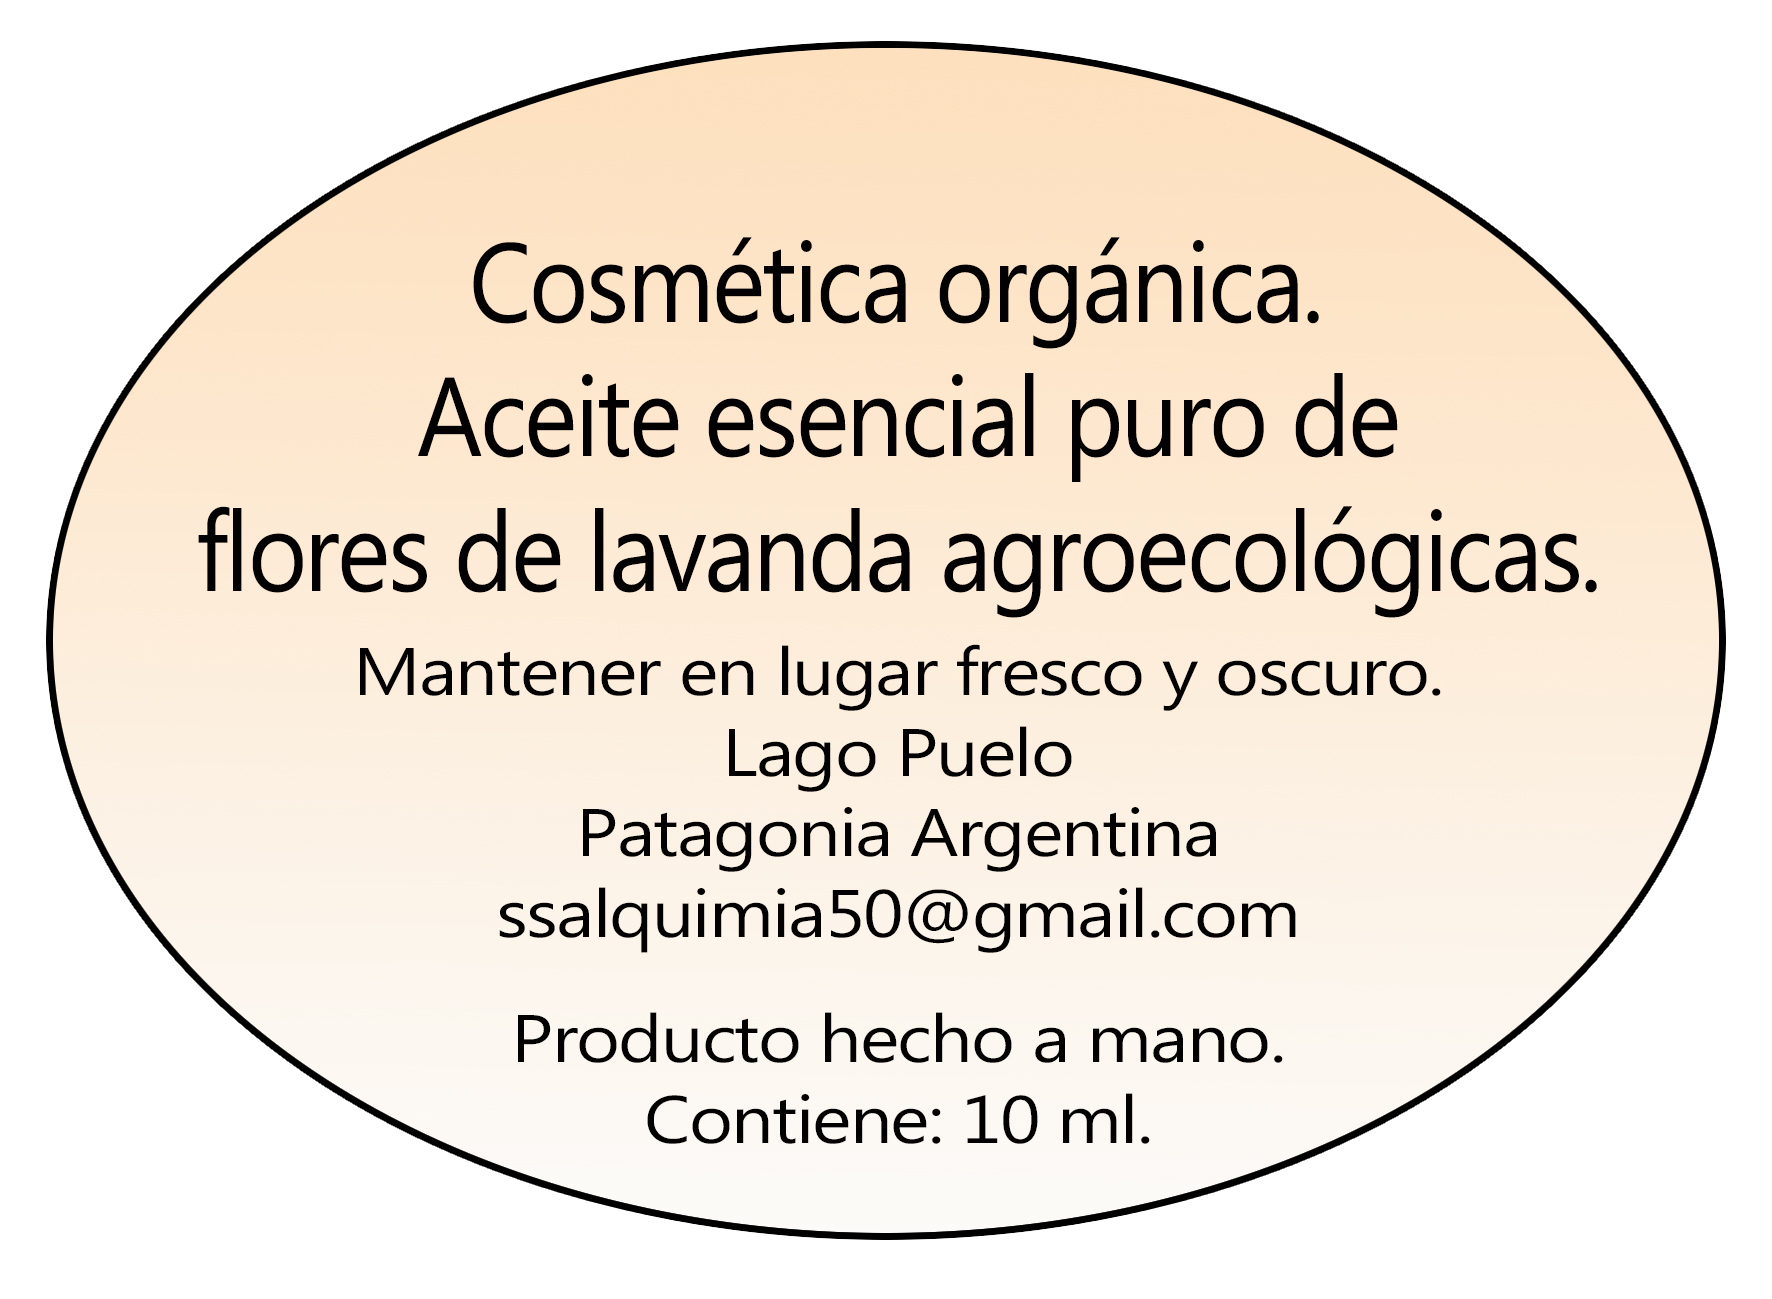 Cosmética orgánica.
Aceite esencial puro de
flores de lavanda agroecológicas.
Mantener en lugar fresco y oscuro.
Lago Puelo
Patagonia Argentina
ssalquimia50@gmail.com
Producto hecho a mano.
Contiene: 10 ml.